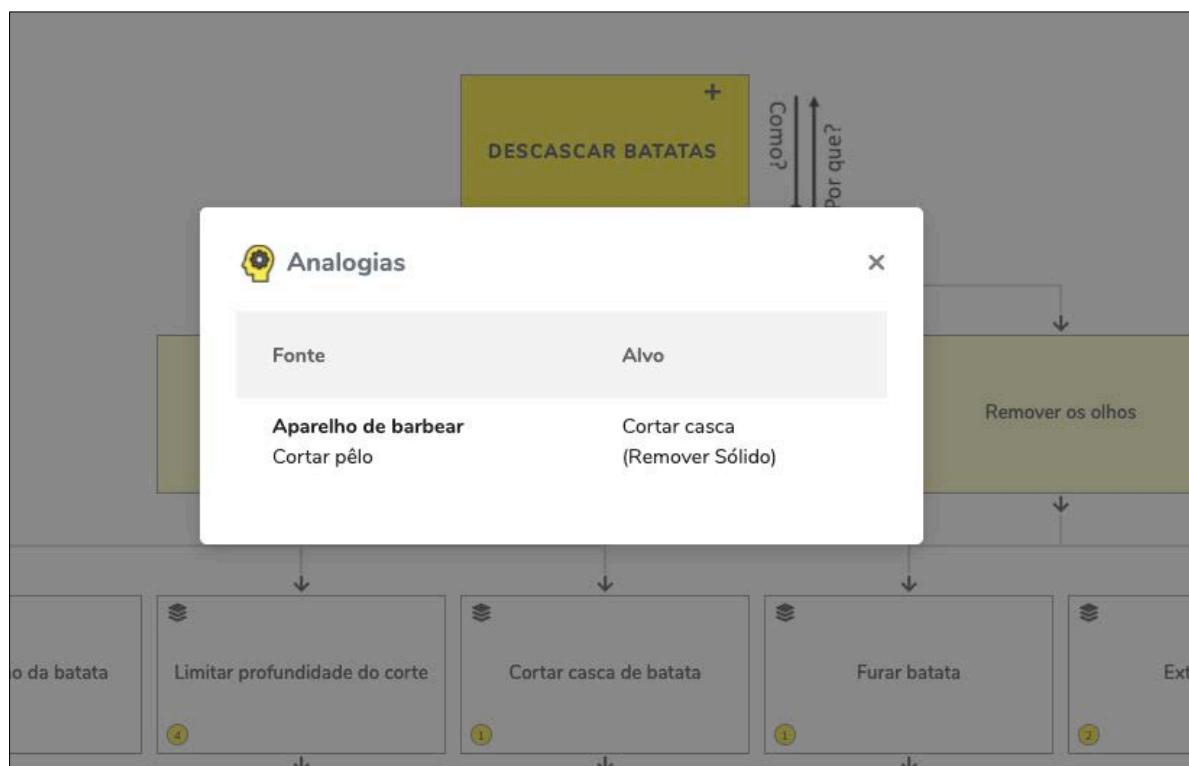 DESCASCAR BATATAS
Como?
Por que?
Analogias
Fonte Alvo
Aparelho de barbear Cortar casca
Cortar pêlo (Remover Sólido)
Remover os olhos
o da batata
Limitar profundidade do corte
Cortar casca de batata
Furar batata
Ext
4
1
1
2